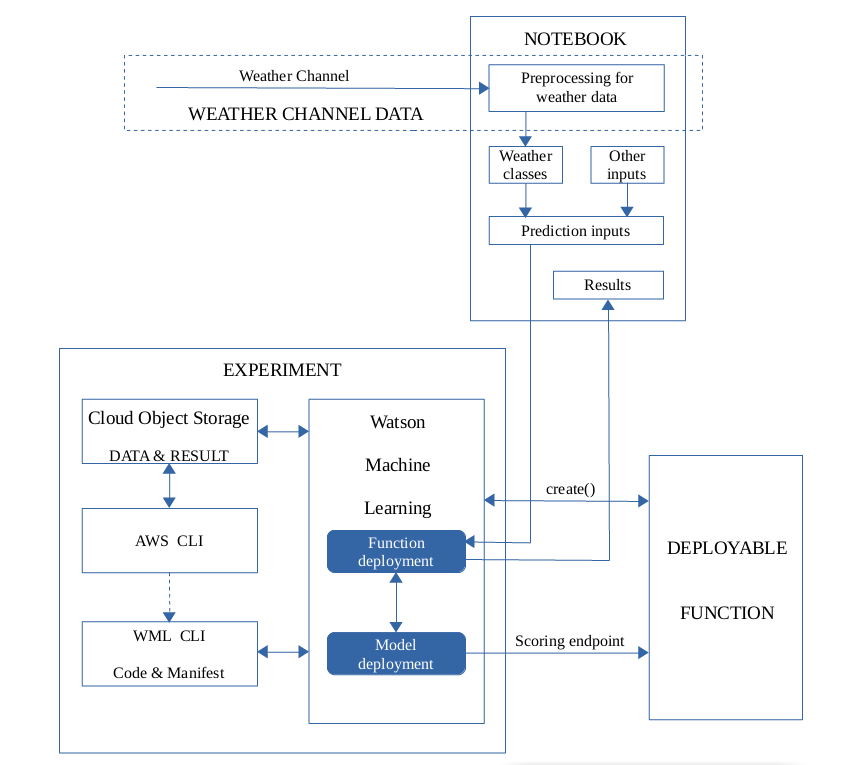 NOTEBOOK
Weather Channel
Preprocessing for
weather data
WEATHER CHANNEL DATA
Weather
classes
Other
inputs
Prediction inputs
Results
EXPERIMENT
Cloud Object Storage
DATA & RESULT
Watson
Machine
Learning
create()
AWS CLI
Function
deployment
DEPLOYABLE
FUNCTION
WML CLI
Code & Manifest
Model
deployment
Scoring endpoint